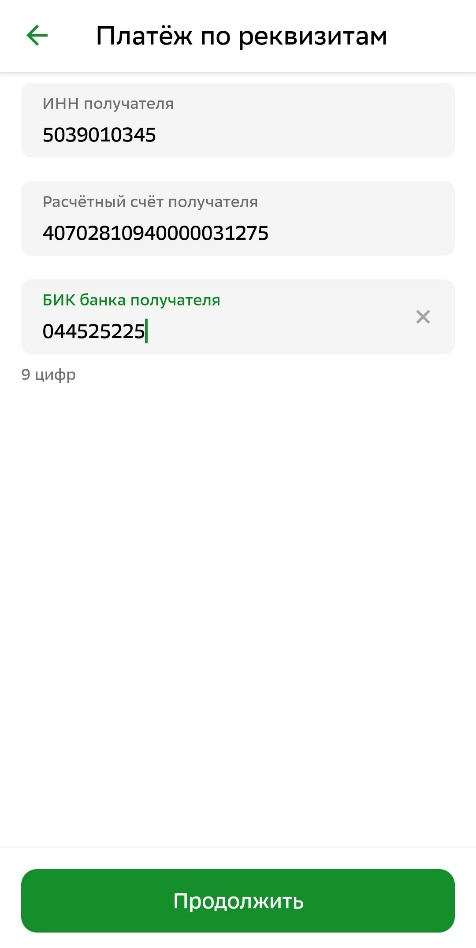 Платёж по реквизитам
ИНН получателя
5039010345
Расчётный счёт получателя
40702810940000031275
БИК банка получателя
044525225
9 цифр
Продолжить